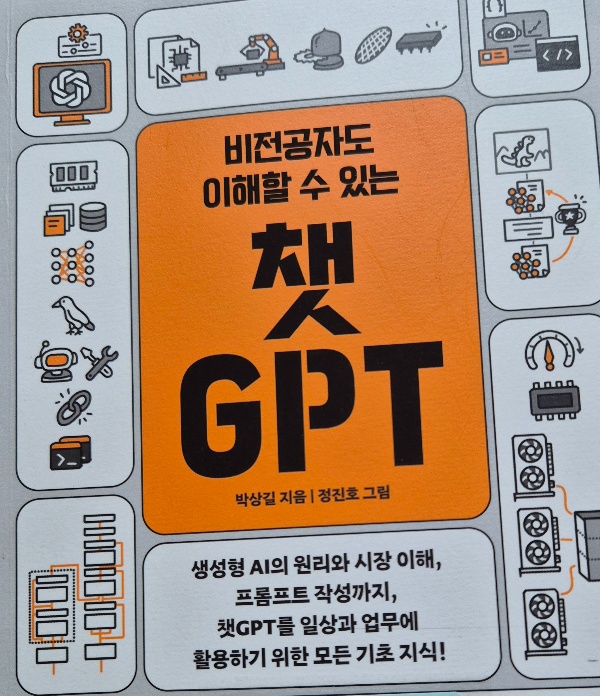 비전공자도
이해할 수 있는
챗
GPT
박상길 지음 | 정진호 그림
생성형 AI의 원리와 시장 이해,
프롬프트 작성까지,
챗GPT를 일상과 업무에
활용하기 위한 모든 기초 지식!